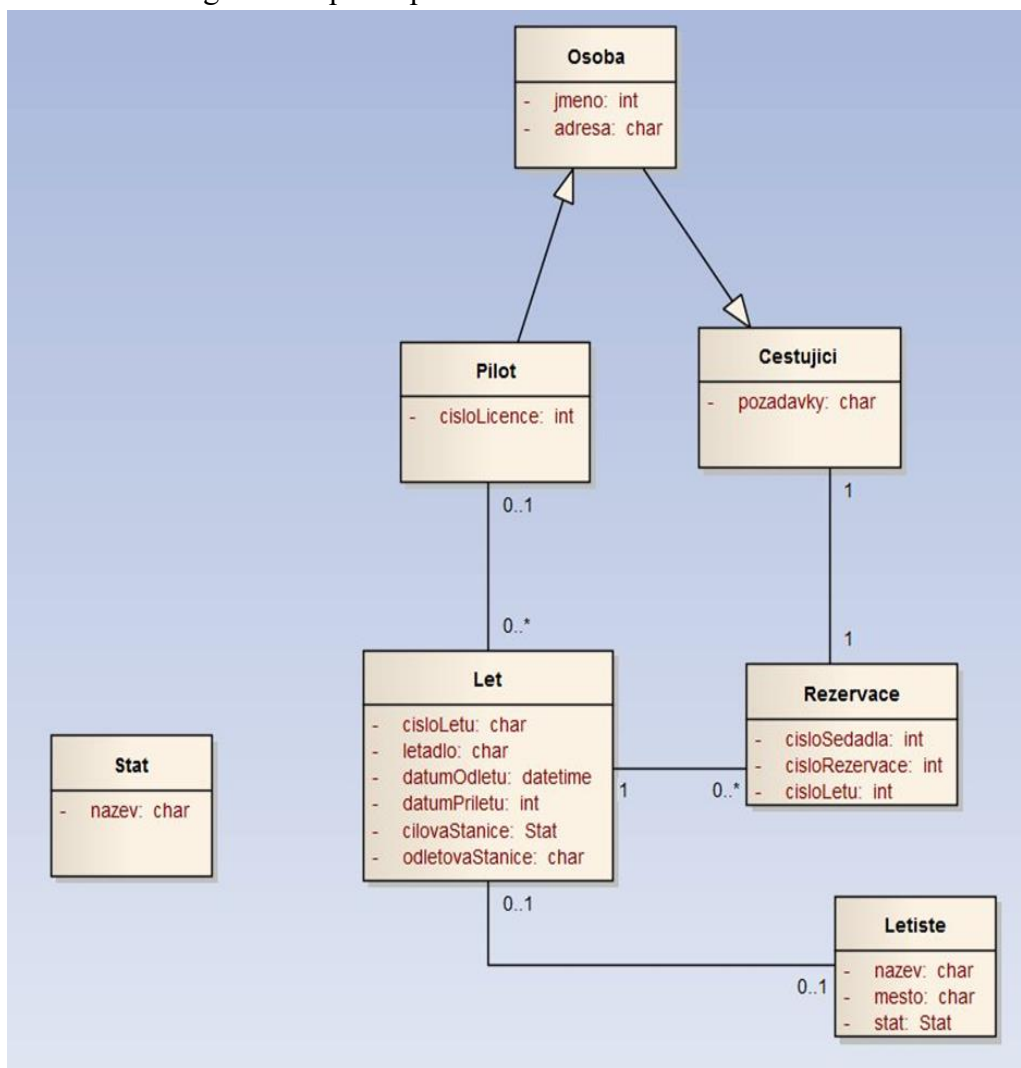 Osoba
- jmeno: int
- adresa: char
Pilot
- cisloLicence: int
Cestujici
- pozadavky: char
0..1
1
0..*
1
Let
- cisloLetu: char
- letadlo: char
- datumOdletu: datetime
- datumPriletu: int
- cilovaStanice: Stat
- odletovaStanice: char
Rezervace
- cisloSedadla: int
- cisloRezervace: int
- cisloLetu: int
1
0..*
Stat
- nazev: char
0..1
0..1
Letiste
- nazev: char
- mesto: char
- stat: Stat